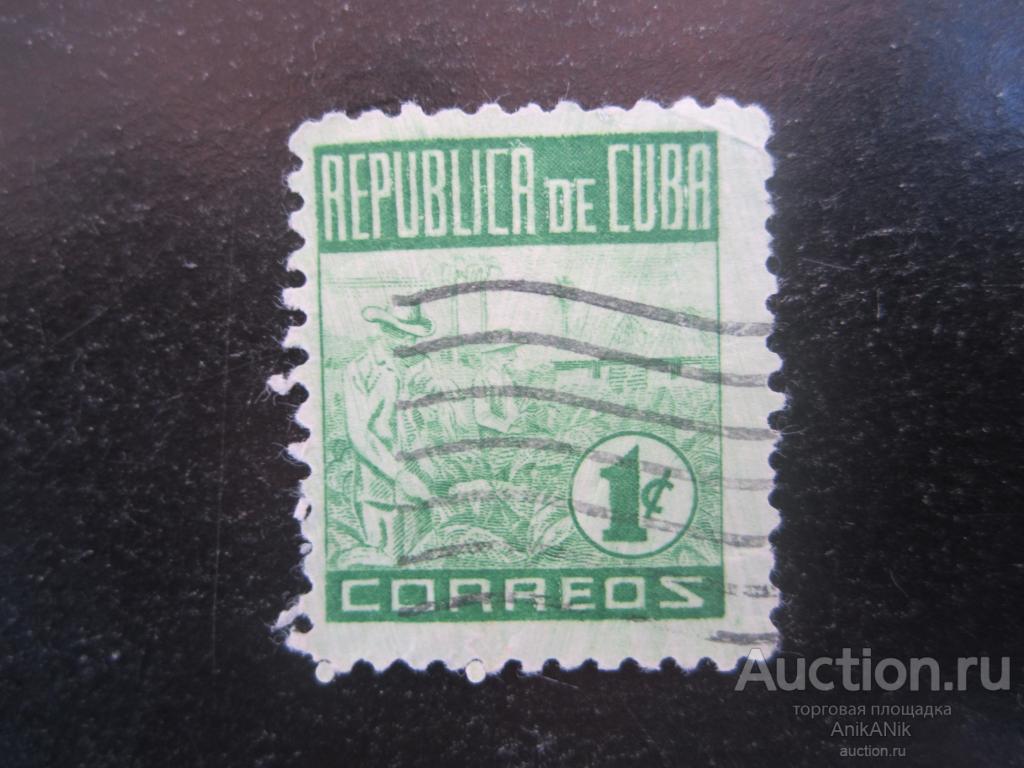 REPUBLICA DE CUBA
1¢
CORREOS
Auction.ru
торговая площадка
AnikANik
auction.ru